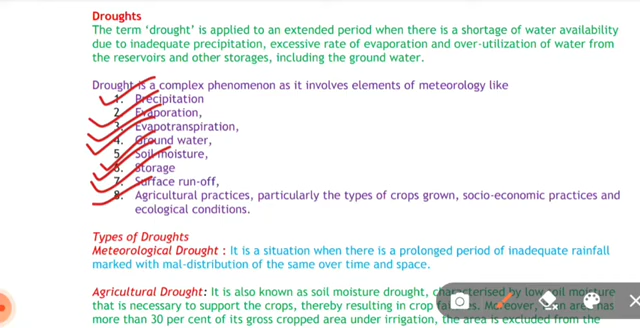 Droughts
The term 'drought' is applied to an extended period when there is a shortage of water availability
due to inadequate precipitation, excessive rate of evaporation and over-utilization of water from
the reservoirs and other storages, including the ground water.
Drought is a complex phenomenon as it involves elements of meteorology like
1. Precipitation
2. Evaporation,
3. Evapotranspiration,
4. Ground water,
5. Soil moisture,
6. Storage
7. Surface run-off,
8. Agricultural practices, particularly the types of crops grown, socio-economic practices and
ecological conditions.
Types of Droughts
Meteorological Drought : It is a situation when there is a prolonged period of inadequate rainfall
marked with mal-distribution of the same over time and space.
Agricultural Drought: It is also known as soil moisture drought, characterised by low soil moisture
that is necessary to support the crops, thereby resulting in crop Moreover, an area has
more than 30 per cent of its gross cropped area under irrigation, the area is excluded from the